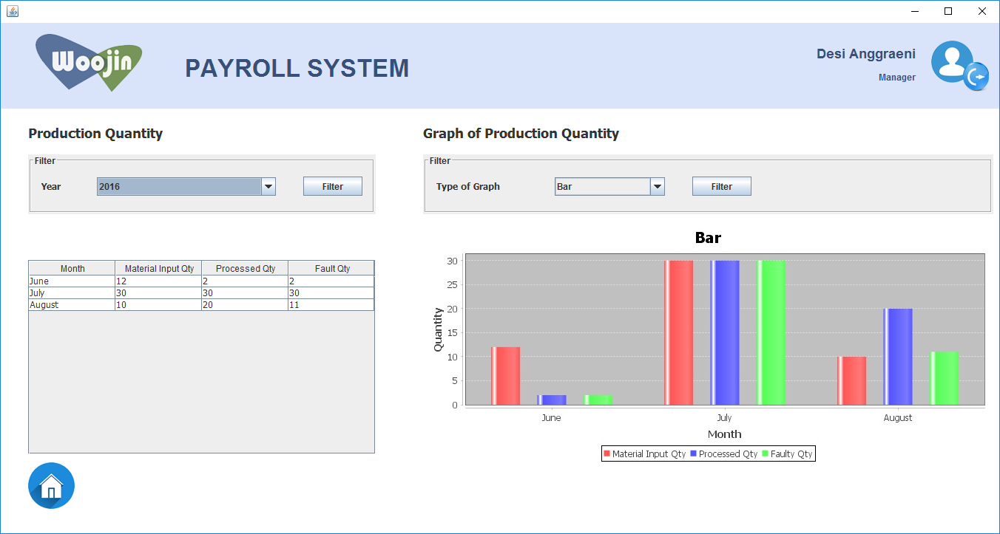 Woojin
PAYROLL SYSTEM
Desi Anggraeni
Manager
Production Quantity
Filter
Year 2016 Filter
Month Material Input Qty Processed Qty Fault Qty
June 12 2 2
July 30 30 30
August 10 20 11
Graph of Production Quantity
Filter
Type of Graph Bar Filter
Bar
30
25
20
15
10
5
0
Quantity
June July August
Month
Material Input Qty Processed Qty Faulty Qty